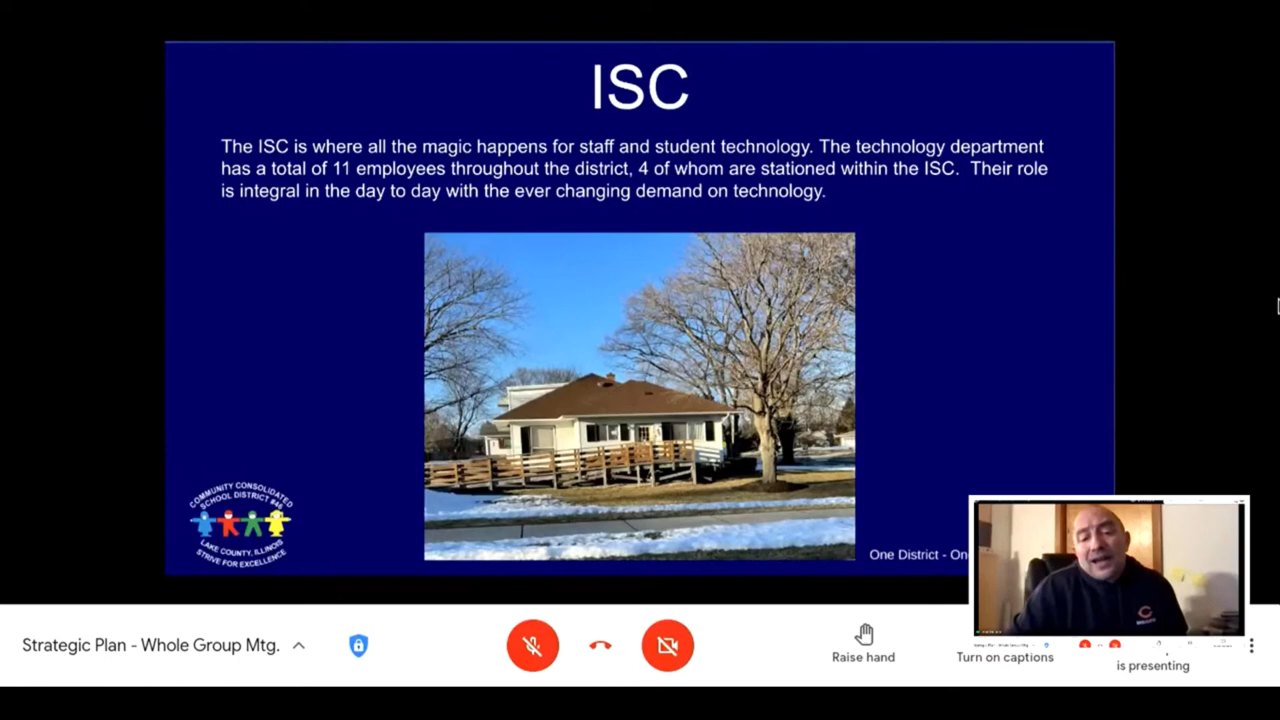 ISC
The ISC is where all the magic happens for staff and student technology. The technology department
has a total of 11 employees throughout the district, 4 of whom are stationed within the ISC. Their role
is integral in the day to day with the ever changing demand on technology.
COMMUNITY CONSOLIDATED
SCHOOL DISTRICT #46
LAKE COUNTY, ILLINOIS
STRIVE FOR EXCELLENCE
One District - On
Strategic Plan - Whole Group Mtg.
Raise hand
Turn on captions
is presenting